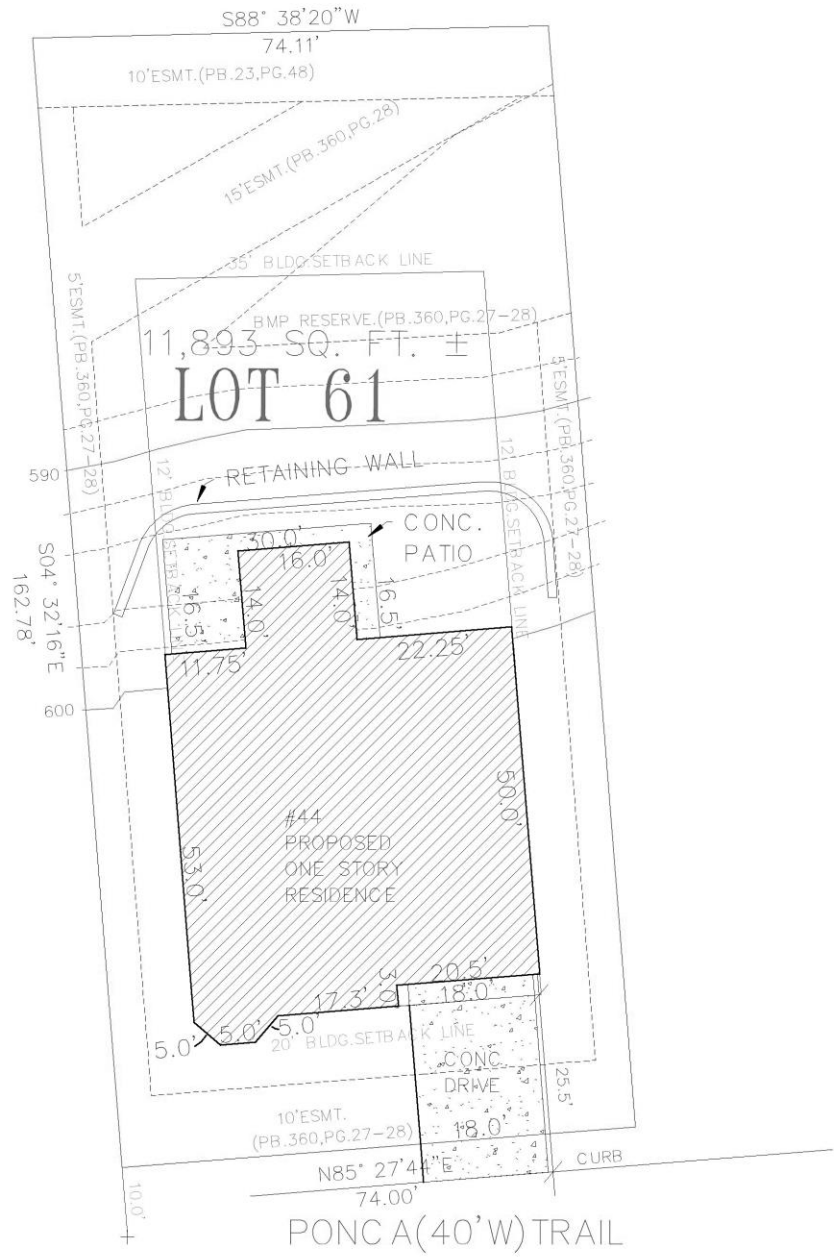 S88° 38'20"W
74.11'
10'ESMT.(PB.23,PG.48)
15'ESMT.(PB.360,PG.28)
35' BLDG.SETBACK LINE
5'ESMT.(PB.360,PG.27-28)
BMP RESERVE.(PB.360,PG.27-28)
11,893 SQ. FT. ±
LOT 61
5'ESMT.(PB.360,PG.27-28)
12' BLDG.SETBACK LINE
12' BLDG.SETBACK LINE
590
RETAINING WALL
CONC.
PATIO
30.0'
16.0'
S04° 32'16"E
162.78'
16.5'
14.0'
14.0'
16.5'
11.75'
22.25'
600
50.0'
#44
PROPOSED
ONE STORY
RESIDENCE
53.0'
20.5'
3.0'
18.0'
17.3'
5.0'
5.0'
5.0'
20' BLDG.SETBACK LINE
CONC
DRIVE
25.5'
10'ESMT.
(PB.360,PG.27-28)
18.0'
N85° 27'44"E
CURB
74.00'
10.0'
PONCA(40'W)TRAIL